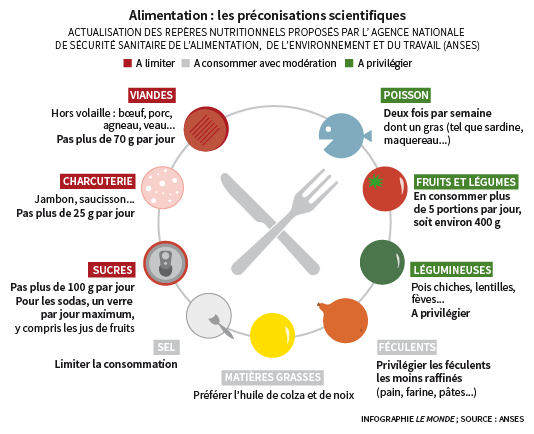 Alimentation : les préconisations scientifiques
ACTUALISATION DES REPÈRES NUTRITIONNELS PROPOSÉS PAR L' AGENCE NATIONALE
DE SÉCURITÉ SANITAIRE DE L'ALIMENTATION, DE L'ENVIRONNEMENT ET DU TRAVAIL (ANSES)
A limiter
A consommer avec modération
A privilégier
VIANDES
Hors volaille : bœuf, porc,
agneau, veau...
Pas plus de 70 g par jour
POISSON
Deux fois par semaine
dont un gras (tel que sardine,
maquereau...)
CHARCUTERIE
Jambon, saucisson...
Pas plus de 25 g par jour
FRUITS ET LÉGUMES
En consommer plus
de 5 portions par jour,
soit environ 400 g
SUCRES
Pas plus de 100 g par jour
Pour les sodas, un verre
par jour maximum,
y compris les jus de fruits
LÉGUMINEUSES
Pois chiches, lentilles,
fèves...
A privilégier
SEL
Limiter la consommation
FÉCULENTS
Privilégier les féculents
les moins raffinés
(pain, farine, pâtes...)
MATIÈRES GRASSES
Préférer l'huile de colza et de noix
INFOGRAPHIE LE MONDE ; SOURCE : ANSES